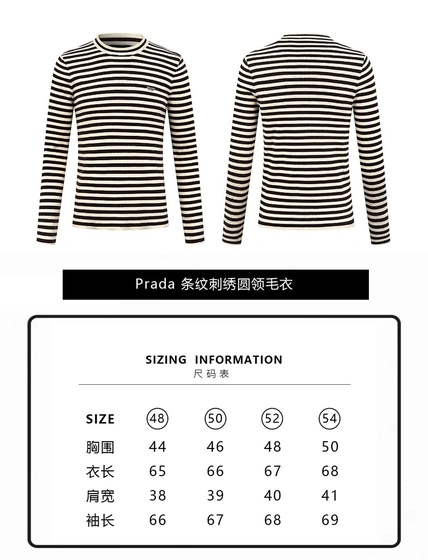 Prada 条纹刺绣圆领毛衣
SIZING INFORMATION
尺码表
SIZE 48 50 52 54
胸围 44 46 48 50
衣长 65 66 67 68
肩宽 38 39 40 41
袖长 66 67 68 69